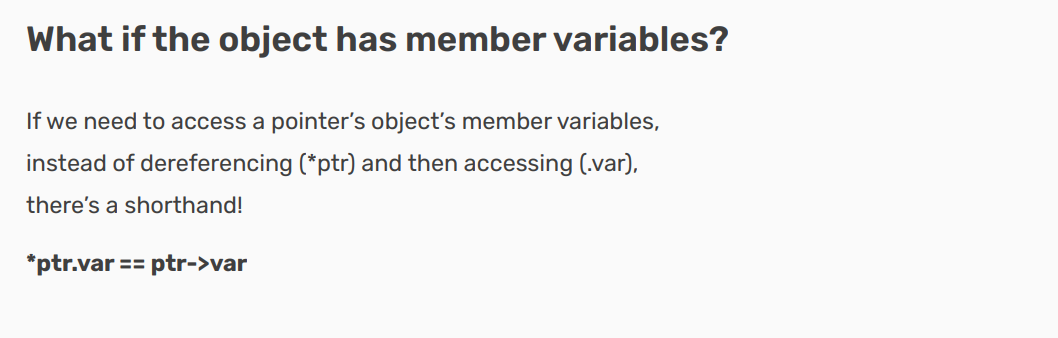 What if the object has member variables?
If we need to access a pointer’s object’s member variables,
instead of dereferencing (*ptr) and then accessing (.var),
there’s a shorthand!
*ptr.var == ptr->var